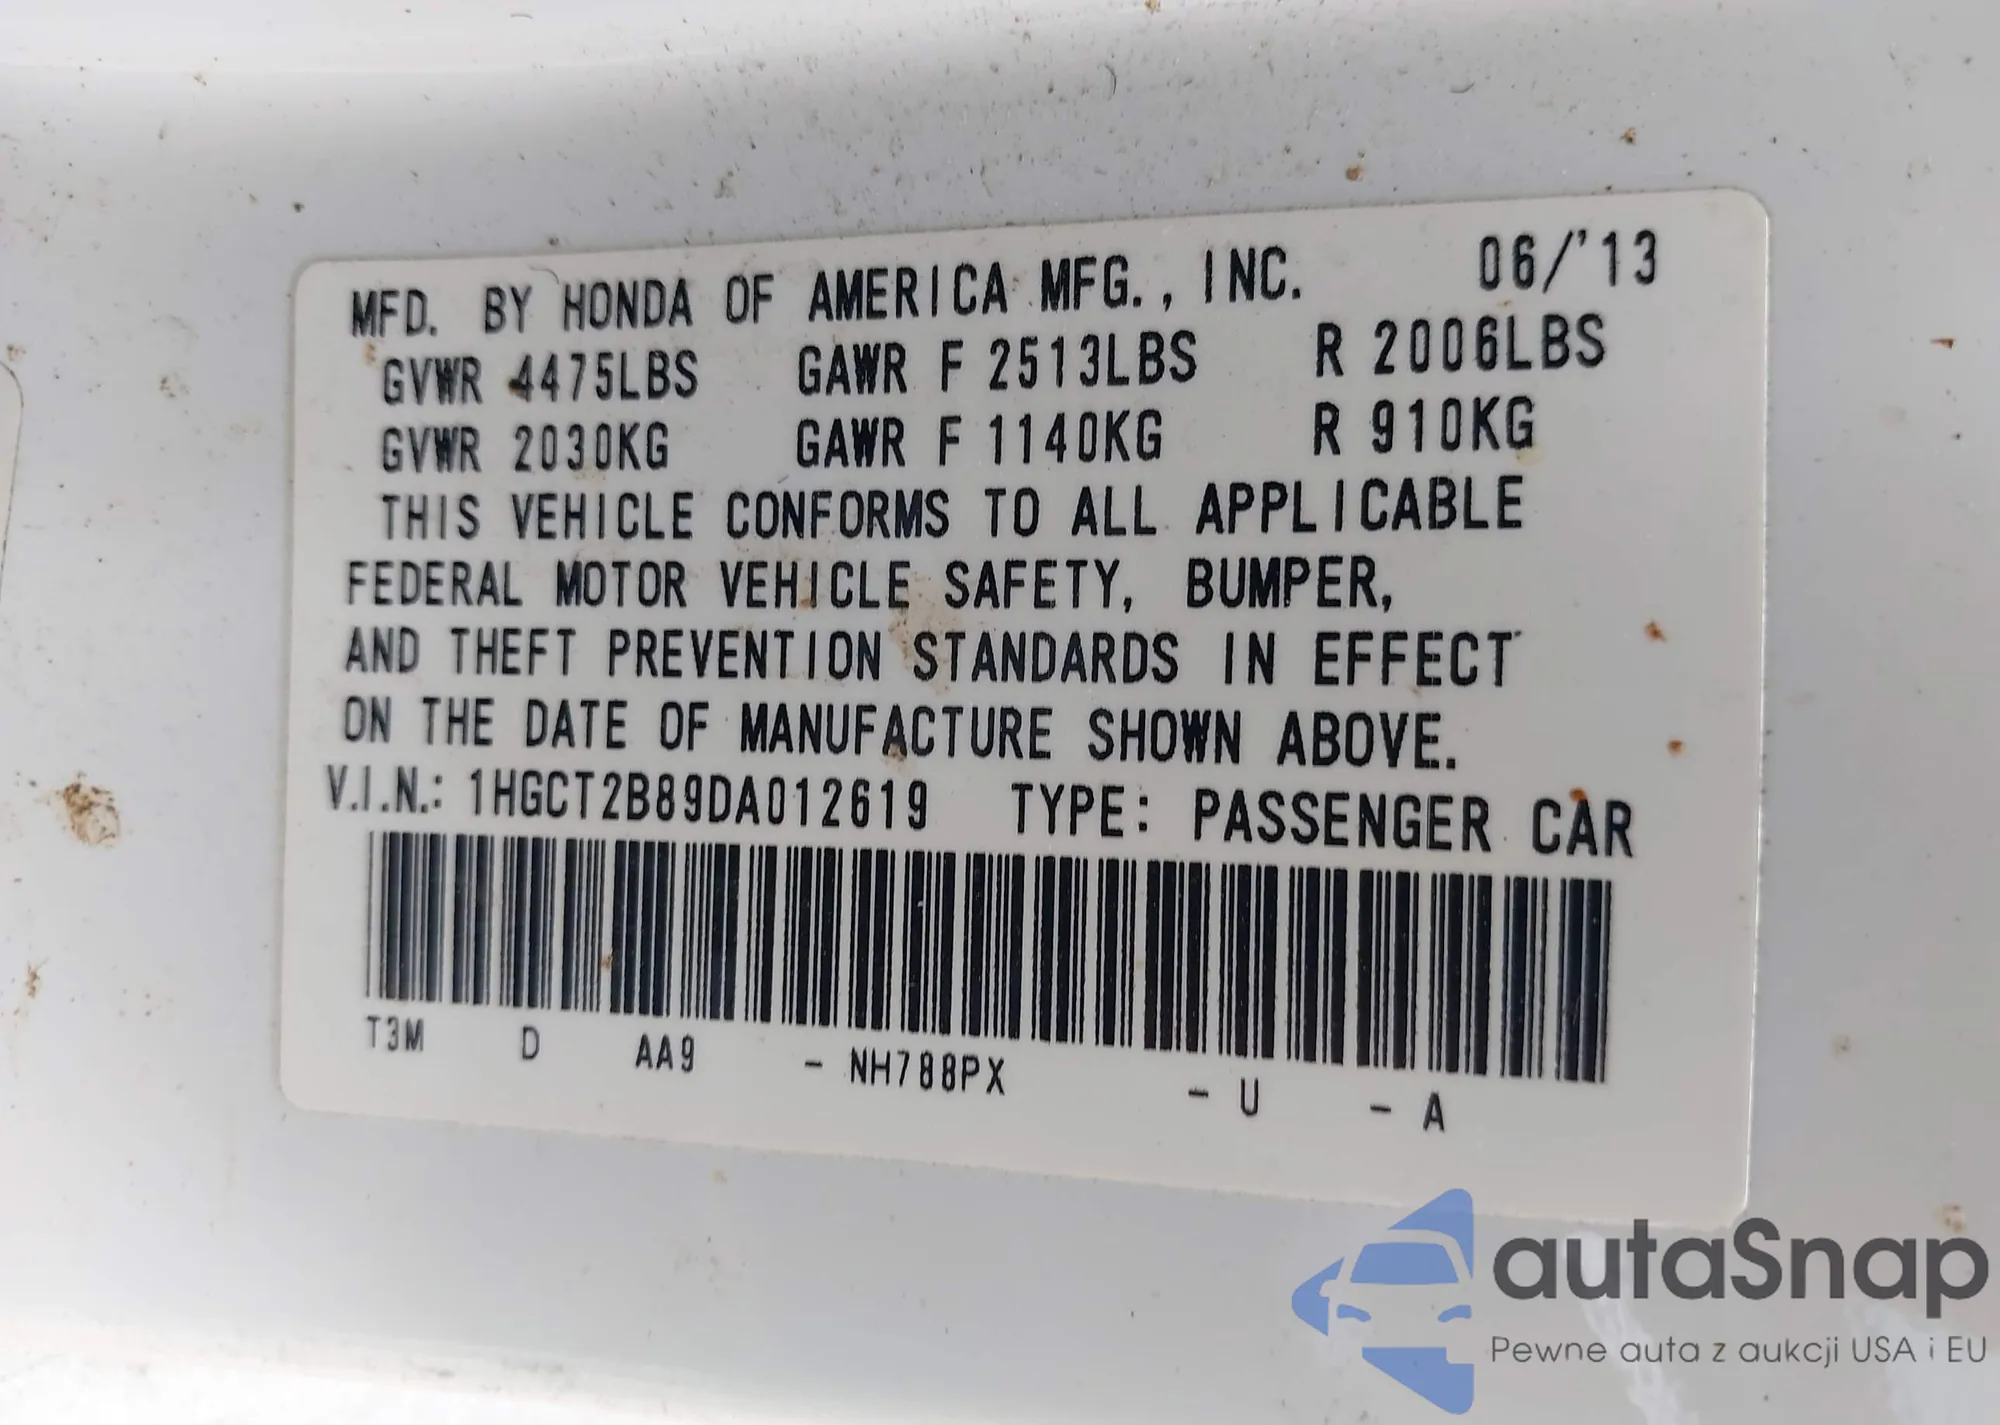 MFD. BY HONDA OF AMERICA MFG., INC. 06/'13
GVWR 4475LBS GAWR F 2513LBS R 2006LBS
GVWR 2030KG GAWR F 1140KG R 910KG
THIS VEHICLE CONFORMS TO ALL APPLICABLE
FEDERAL MOTOR VEHICLE SAFETY, BUMPER,
AND THEFT PREVENTION STANDARDS IN EFFECT
ON THE DATE OF MANUFACTURE SHOWN ABOVE.
V.I.N.: 1HGCT2B89DA012619 TYPE: PASSENGER CAR
T3M D AA9 - NH788PX - U - A
autaSnap
Pewne auta z aukcji USA i EU